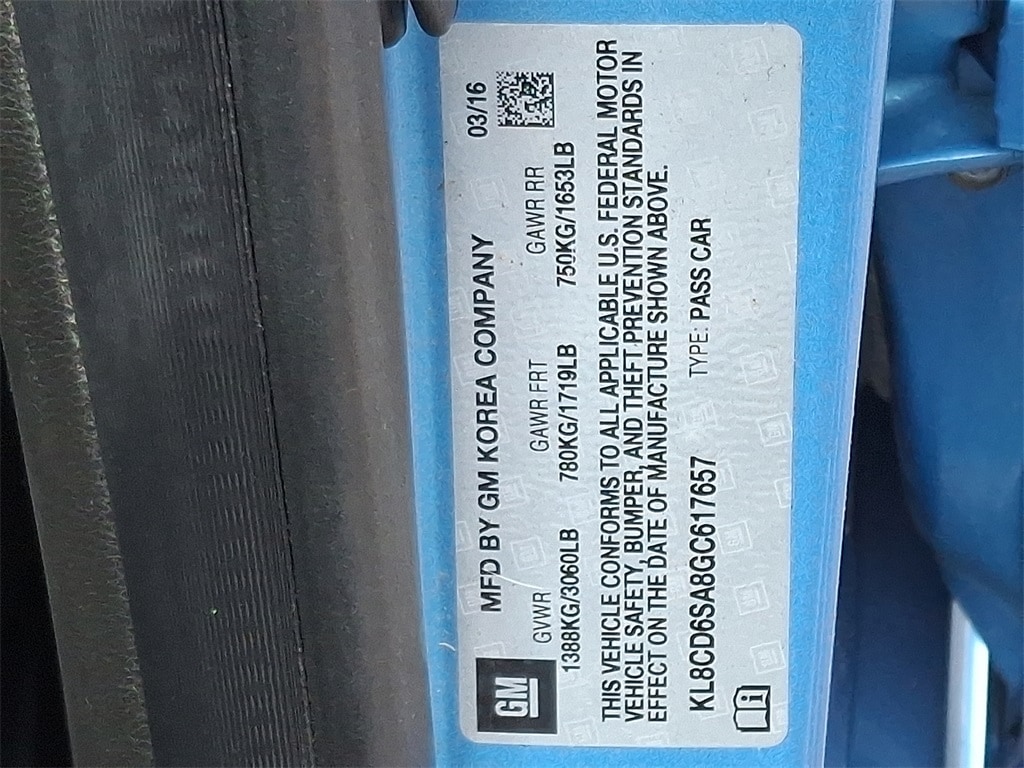 MFD BY GM KOREA COMPANY 03/16
GM
GVWR GAWR FRT GAWR RR
1388KG/3060LB 780KG/1719LB 750KG/1653LB
THIS VEHICLE CONFORMS TO ALL APPLICABLE U.S. FEDERAL MOTOR
VEHICLE SAFETY, BUMPER, AND THEFT PREVENTION STANDARDS IN
EFFECT ON THE DATE OF MANUFACTURE SHOWN ABOVE.
KL8CD6SA8GC617657 TYPE: PASS CAR